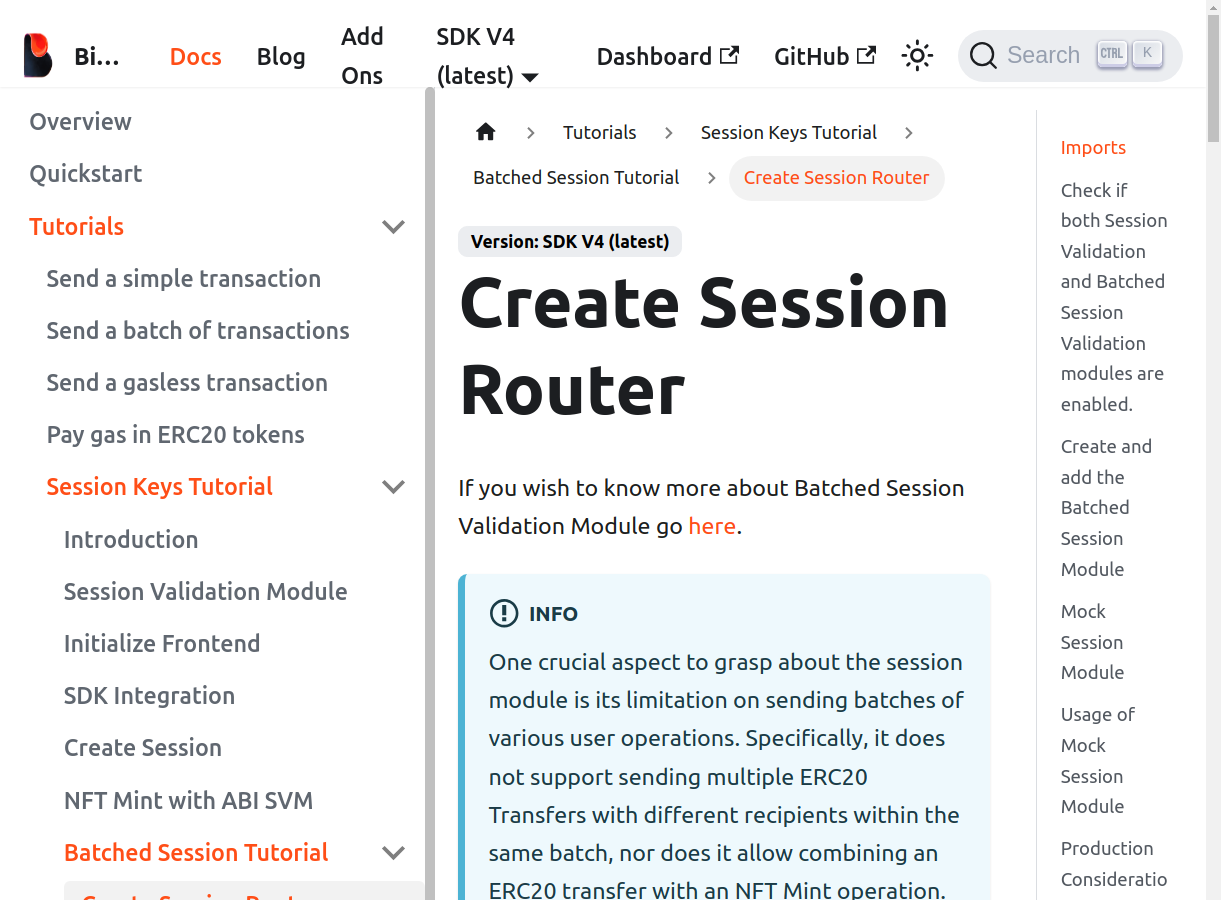 Bi...
Docs
Blog
Add
Ons
SDK V4
(latest)
Dashboard
GitHub
Search
CTRL
K
Overview
Quickstart
Tutorials
Send a simple transaction
Send a batch of transactions
Send a gasless transaction
Pay gas in ERC20 tokens
Session Keys Tutorial
Introduction
Session Validation Module
Initialize Frontend
SDK Integration
Create Session
NFT Mint with ABI SVM
Batched Session Tutorial
Tutorials
Session Keys Tutorial
Batched Session Tutorial
Create Session Router
Version: SDK V4 (latest)
Create Session
Router
If you wish to know more about Batched Session
Validation Module go here.
INFO
One crucial aspect to grasp about the session
module is its limitation on sending batches of
various user operations. Specifically, it does
not support sending multiple ERC20
Transfers with different recipients within the
same batch, nor does it allow combining an
ERC20 transfer with an NFT Mint operation.
Imports
Check if
both Session
Validation
and Batched
Session
Validation
modules are
enabled.
Create and
add the
Batched
Session
Module
Mock
Session
Module
Usage of
Mock
Session
Module
Production
Consideratio